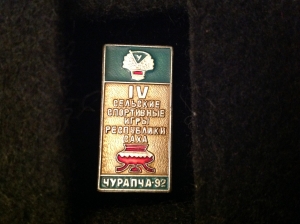 IV
СЕЛЬСКИЕ
СПОРТИВНЫЕ
ИГРЫ
РЕСПУБЛИКИ
САХА
ЧУРАПЧА-92